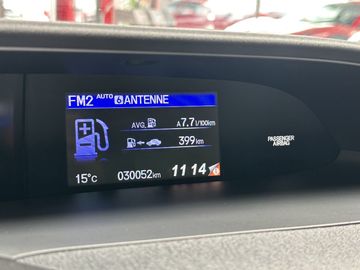 FM2 AUTO 6 ANTENNE
AVG. A 7.7 l/100km
399 km
15°c 030052 km 11 14
PASSENGER
AIRBAG